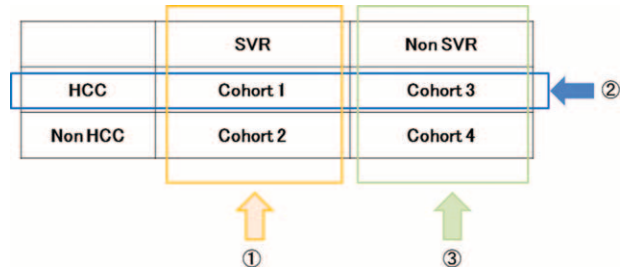 SVR Non SVR
HCC Cohort 1 Cohort 3 ②
Non HCC Cohort 2 Cohort 4
① ③